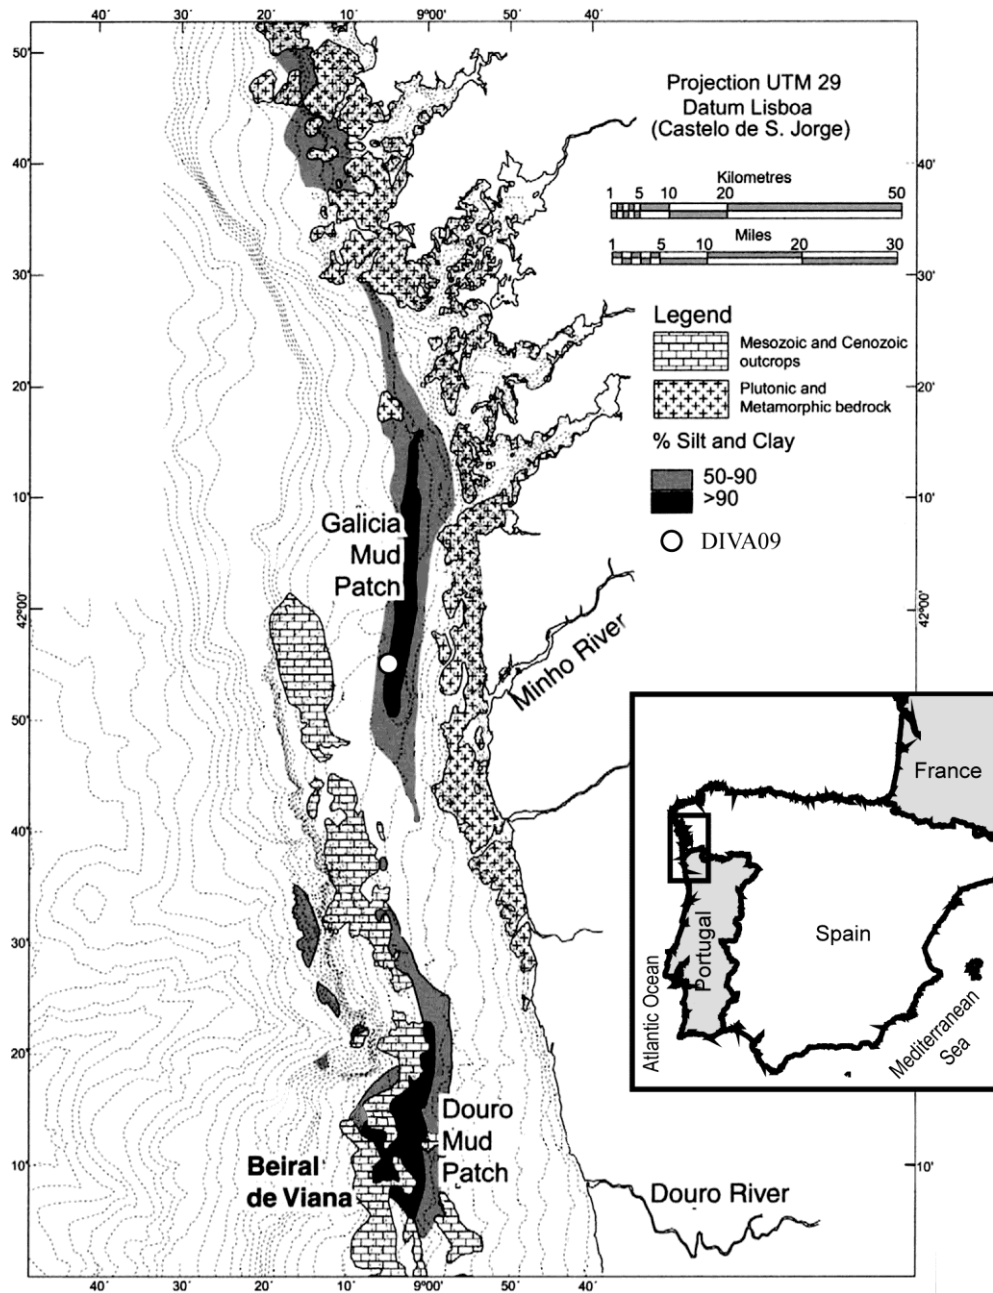 40' 30' 20' 10' 9°00' 50' 40'
50'
Projection UTM 29
Datum Lisboa
(Castelo de S. Jorge)
40' 40'
Kilometres
1 5 10 20 50
Miles
1 5 10 20 30
30' 30'
Legend
Mesozoic and Cenozoic
outcrops
20' 20'
Plutonic and
Metamorphic bedrock
% Silt and Clay
50-90
>90
10' 10'
DIVA09
Galicia
Mud
Patch
42°00' 42°00'
Minho River
50'
France
40'
Portugal
Spain
30'
Atlantic Ocean
Mediterranean
Sea
20'
Douro
Mud
Patch
10' 10'
Beiral
de Viana
Douro River
40' 30' 20' 10' 9°00' 50' 40'